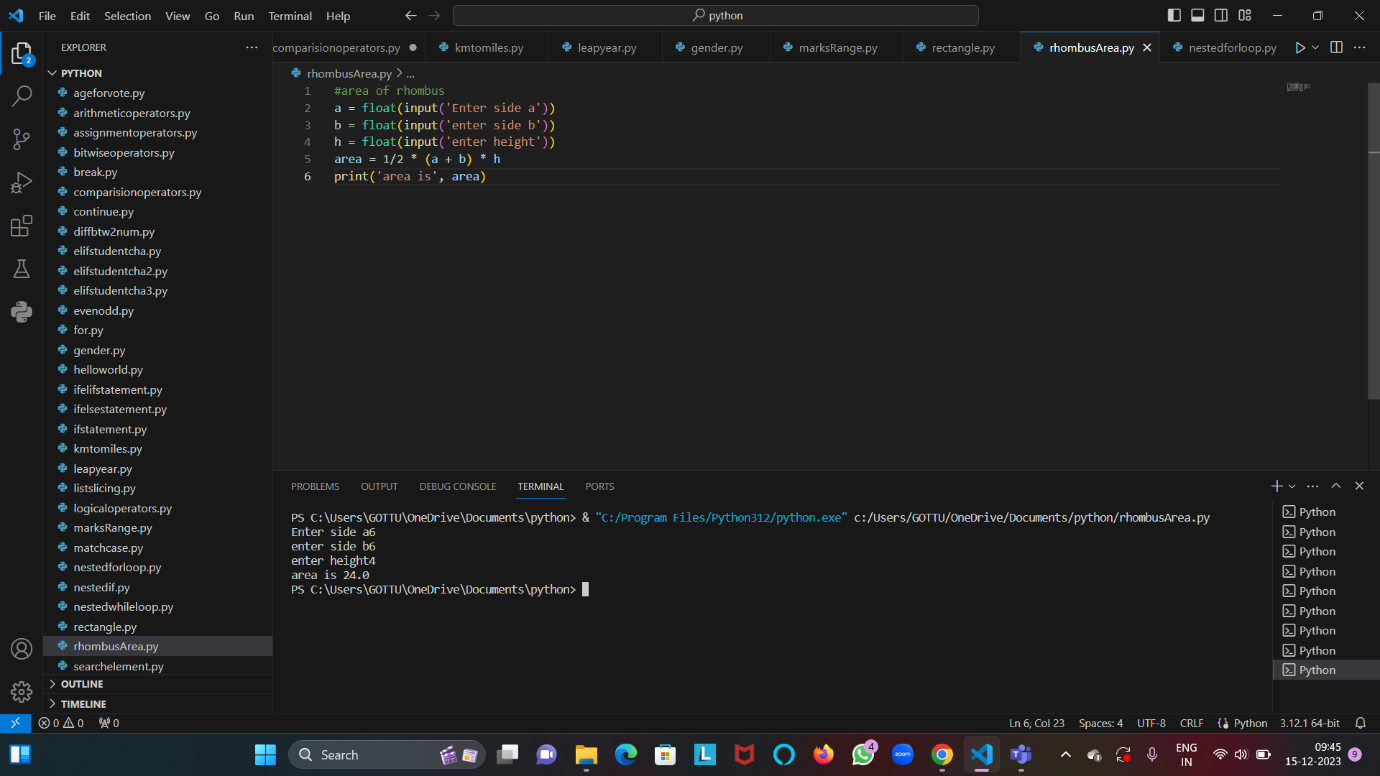 File Edit Selection View Go Run Terminal Help
python
EXPLORER
comparisionoperators.py
kmtomiles.py
leapyear.py
gender.py
marksRange.py
rectangle.py
rhombusArea.py
nestedforloop.py
PYTHON
ageforvote.py
arithmeticoperators.py
assignmentoperators.py
bitwiseoperators.py
break.py
comparisionoperators.py
continue.py
diffbtw2num.py
elifstudentcha.py
elifstudentcha2.py
elifstudentcha3.py
evenodd.py
for.py
gender.py
helloworld.py
ifelifstatement.py
ifelsestatement.py
ifstatement.py
kmtomiles.py
leapyear.py
listslicing.py
logicaloperators.py
marksRange.py
matchcase.py
nestedforloop.py
nestedif.py
nestedwhileloop.py
rectangle.py
rhombusArea.py
searchelement.py
OUTLINE
TIMELINE
2
rhombusArea.py > ...
1 #area of rhombus
2 a = float(input('Enter side a'))
3 b = float(input('enter side b'))
4 h = float(input('enter height'))
5 area = 1/2 * (a + b) * h
6 print('area is', area)
PROBLEMS OUTPUT DEBUG CONSOLE TERMINAL PORTS
PS C:\Users\GOTTU\OneDrive\Documents\python> & "C:/Program Files/Python312/python.exe" c:/Users/GOTTU/OneDrive/Documents/python/rhombusArea.py
Enter side a6
enter side b6
enter height4
area is 24.0
PS C:\Users\GOTTU\OneDrive\Documents\python>
Python
Python
Python
Python
Python
Python
Python
Python
Python
0 0 0
Ln 6, Col 23 Spaces: 4 UTF-8 CRLF Python 3.12.1 64-bit
Search
L
4
zoom
ENG
IN
09:45
15-12-2023
9